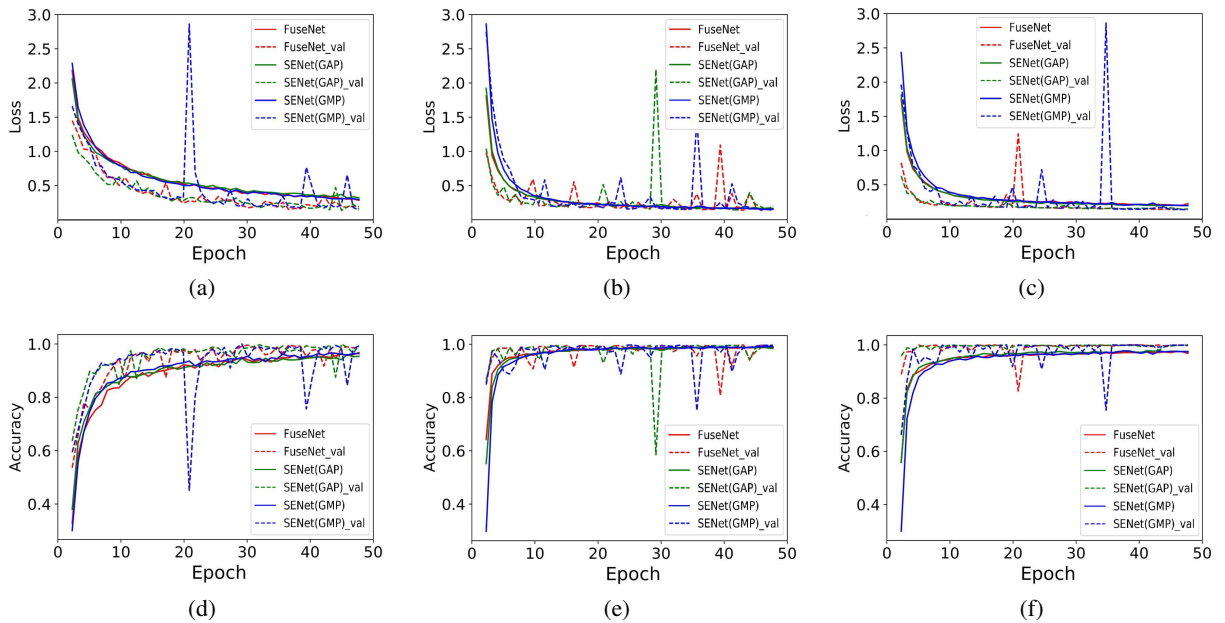 3.0
2.5
2.0
1.5
1.0
0.5
Loss
FuseNet
FuseNet_val
SENet(GAP)
SENet(GAP)_val
SENet(GMP)
SENet(GMP)_val
0 10 20 30 40 50
Epoch
(a)
3.0
2.5
2.0
1.5
1.0
0.5
Loss
FuseNet
FuseNet_val
SENet(GAP)
SENet(GAP)_val
SENet(GMP)
SENet(GMP)_val
0 10 20 30 40 50
Epoch
(b)
3.0
2.5
2.0
1.5
1.0
0.5
Loss
FuseNet
FuseNet_val
SENet(GAP)
SENet(GAP)_val
SENet(GMP)
SENet(GMP)_val
0 10 20 30 40 50
Epoch
(c)
1.0
0.8
0.6
0.4
Accuracy
FuseNet
FuseNet_val
SENet(GAP)
SENet(GAP)_val
SENet(GMP)
SENet(GMP)_val
0 10 20 30 40 50
Epoch
(d)
1.0
0.8
0.6
0.4
Accuracy
FuseNet
FuseNet_val
SENet(GAP)
SENet(GAP)_val
SENet(GMP)
SENet(GMP)_val
0 10 20 30 40 50
Epoch
(e)
1.0
0.8
0.6
0.4
Accuracy
FuseNet
FuseNet_val
SENet(GAP)
SENet(GAP)_val
SENet(GMP)
SENet(GMP)_val
0 10 20 30 40 50
Epoch
(f)